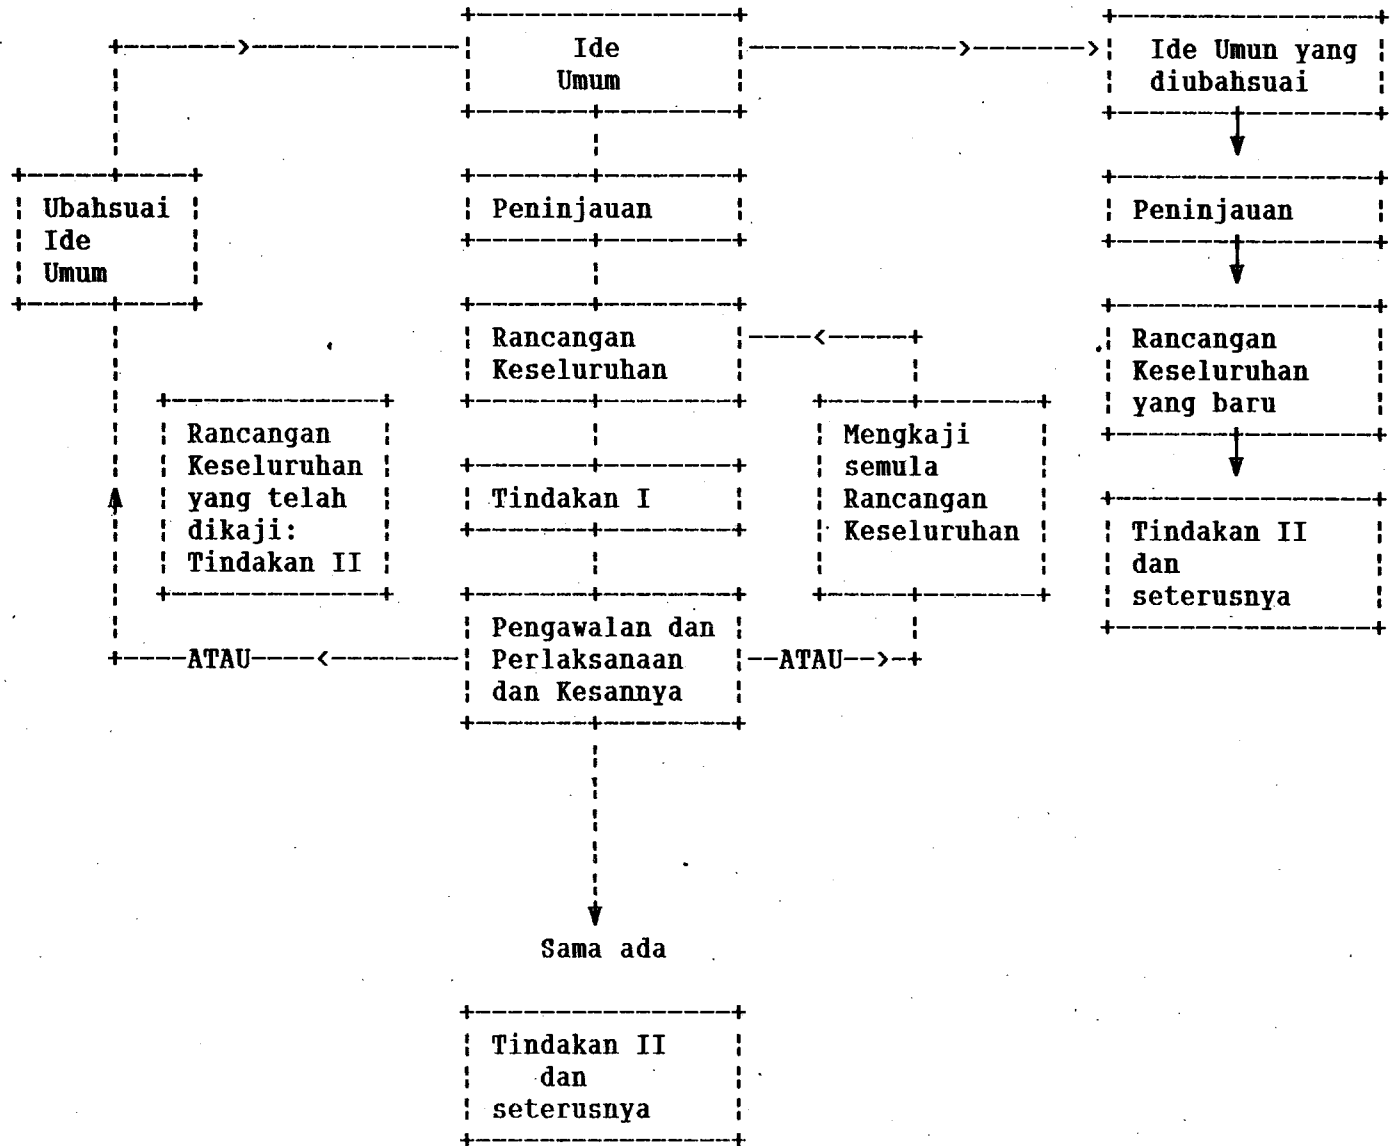 Ide
Umum
Ide Umun yang
diubahsuai
Ubahsuai
Ide
Umum
Peninjauan
Peninjauan
Rancangan
Keseluruhan
Rancangan
Keseluruhan
yang baru
Rancangan
Keseluruhan
yang telah
dikaji:
Tindakan II
Tindakan I
Mengkaji
semula
Rancangan
Keseluruhan
Tindakan II
dan
seterusnya
ATAU
Pengawalan dan
Perlaksanaan
dan Kesannya
ATAU
Sama ada
Tindakan II
dan
seterusnya